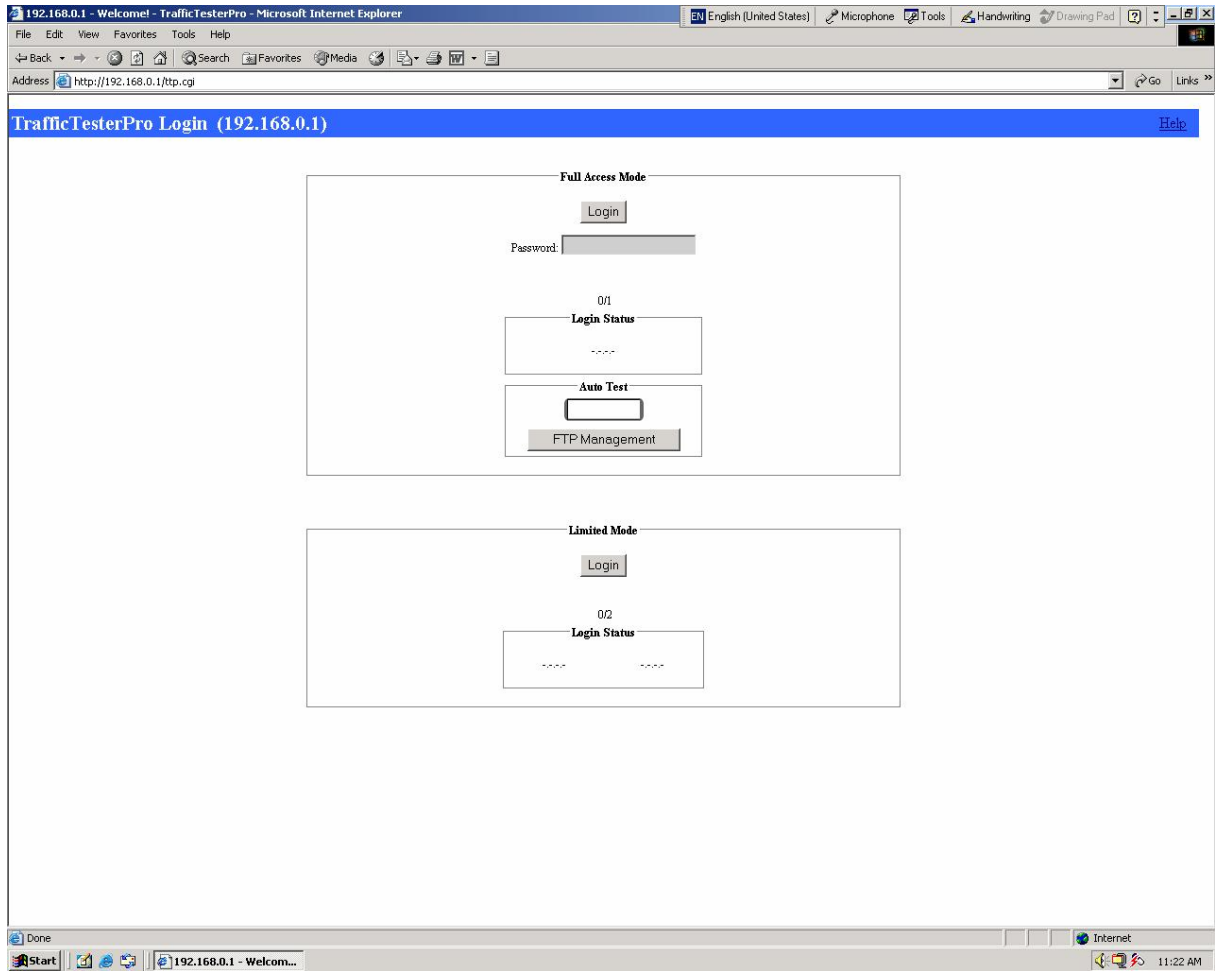 192.168.0.1 - Welcome! - TrafficTesterPro - Microsoft Internet Explorer
EN English (United States) Microphone Tools Handwriting Drawing Pad
File Edit View Favorites Tools Help
Back Search Favorites Media
Address http://192.168.0.1/ttp.cgi Go Links »
TrafficTesterPro Login (192.168.0.1) Help
Full Access Mode
Login
Password:
0/1
Login Status
-.-.-.-
Auto Test
FTP Management
Limited Mode
Login
0/2
Login Status
-.-.-.- -.-.-.-
Done Internet
Start 192.168.0.1 - Welcom... 11:22 AM